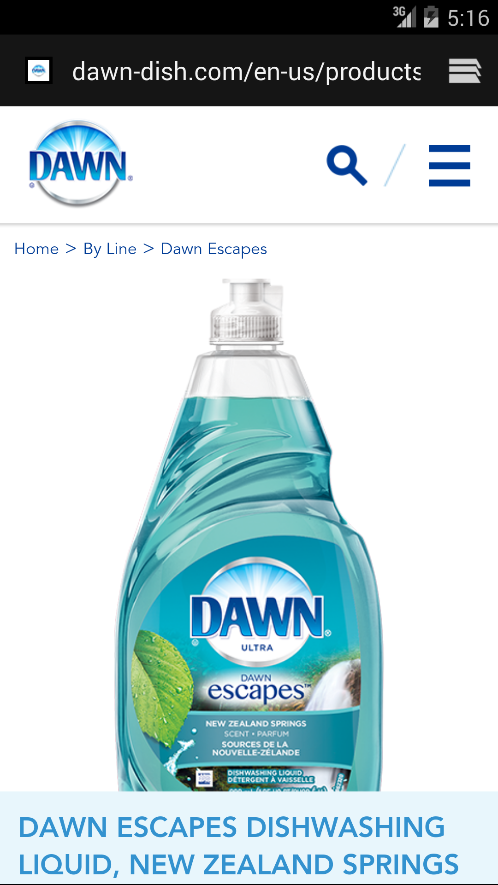 3G 5:16
dawn-dish.com/en-us/products
DAWN
Home > By Line > Dawn Escapes
DAWN®
ULTRA
DAWN
escapes™
NEW ZEALAND SPRINGS
SCENT • PARFUM
SOURCES DE LA
NOUVELLE-ZÉLANDE
DISHWASHING LIQUID
DÉTERGENT À VAISSELLE
DAWN ESCAPES DISHWASHING
LIQUID, NEW ZEALAND SPRINGS